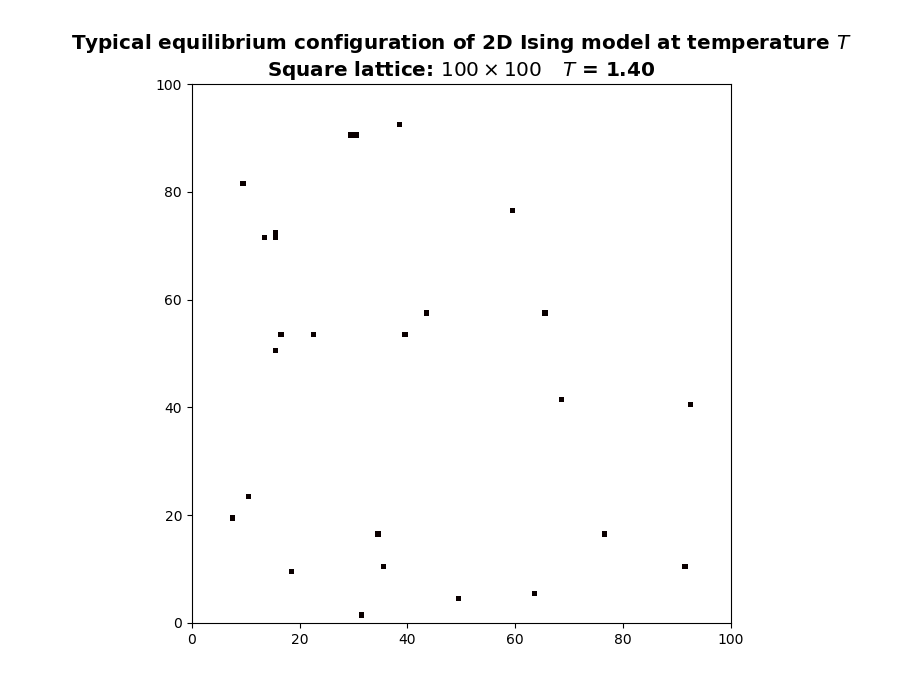 Typical equilibrium configuration of 2D Ising model at temperature T
Square lattice: 100 × 100 T = 1.40
100
80
60
40
20
0
0 20 40 60 80 100